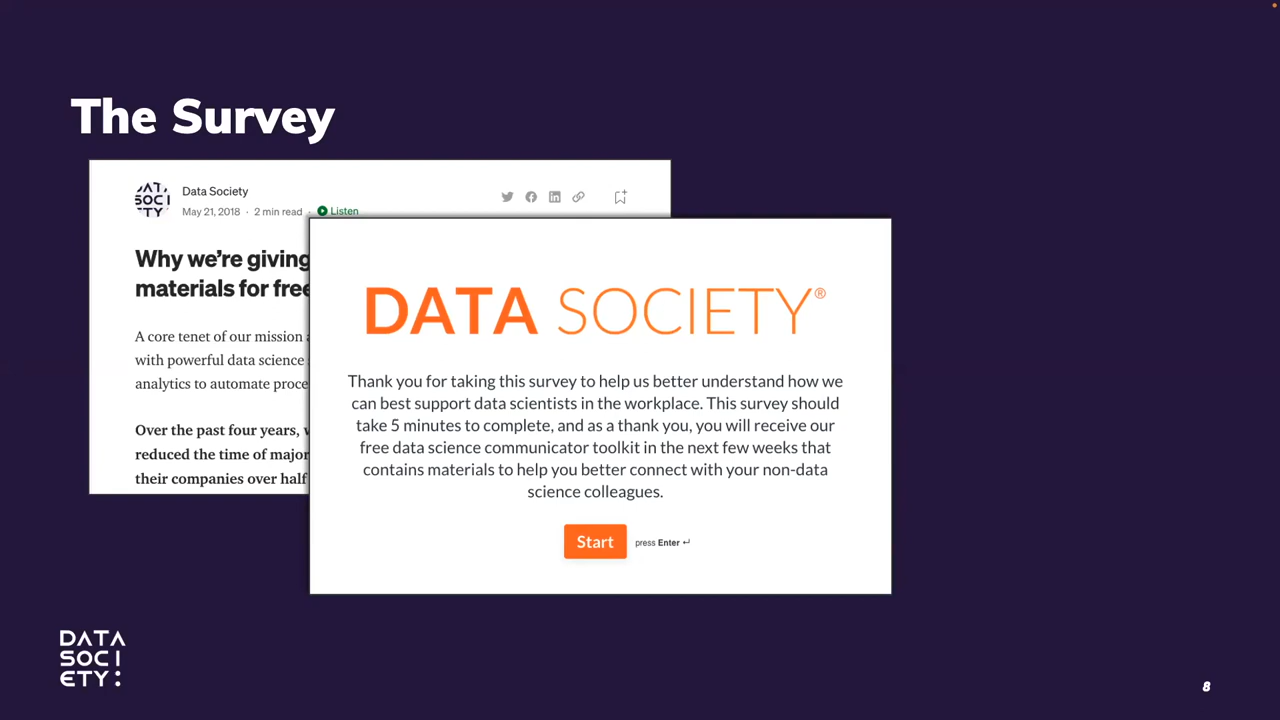 The Survey
DATA
SOCI
ETY
Data Society
May 21, 2018 · 2 min read · Listen
Why we're giving
materials for free
A core tenet of our mission
with powerful data science
analytics to automate proce
Over the past four years,
reduced the time of major
their companies over half
DATA SOCIETY®
Thank you for taking this survey to help us better understand how we
can best support data scientists in the workplace. This survey should
take 5 minutes to complete, and as a thank you, you will receive our
free data science communicator toolkit in the next few weeks that
contains materials to help you better connect with your non-data
science colleagues.
Start press Enter ↵
DATA
SOCI
ETY:
8